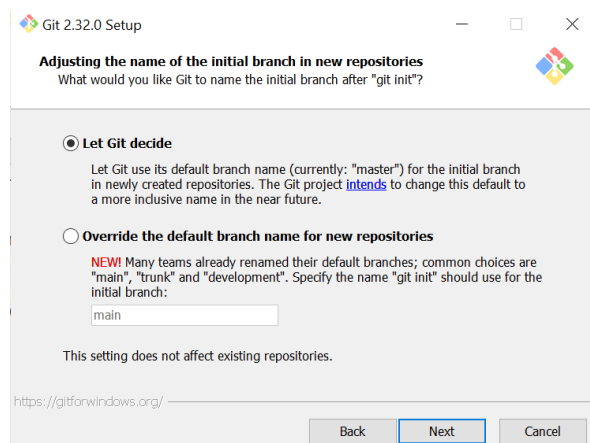 Git 2.32.0 Setup
Adjusting the name of the initial branch in new repositories
What would you like Git to name the initial branch after "git init"?
Let Git decide
Let Git use its default branch name (currently: "master") for the initial branch
in newly created repositories. The Git project intends to change this default to
a more inclusive name in the near future.
Override the default branch name for new repositories
NEW! Many teams already renamed their default branches; common choices are
"main", "trunk" and "development". Specify the name "git init" should use for the
initial branch:
main
This setting does not affect existing repositories.
https://gitforwindows.org/
Back Next Cancel